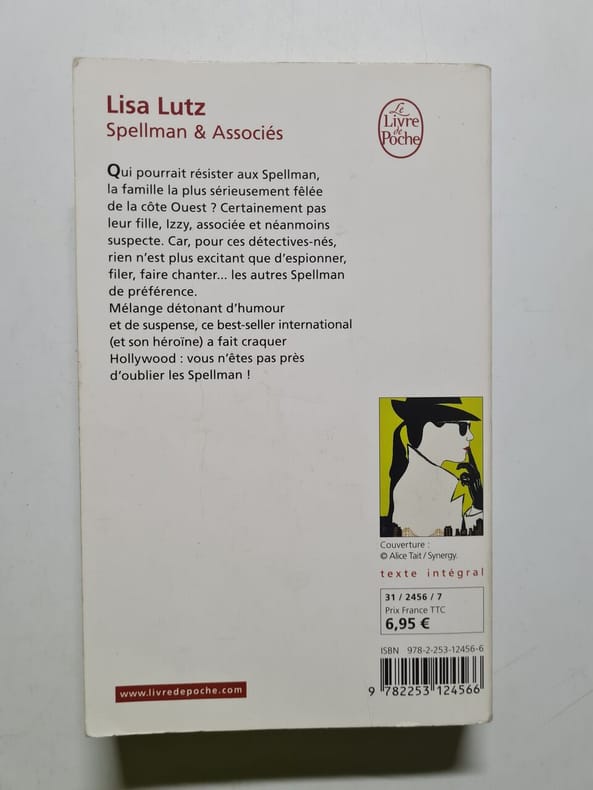 Lisa Lutz
Spellman & Associés
Le
Livre
de
Poche
Qui pourrait résister aux Spellman,
la famille la plus sérieusement fêlée
de la côte Ouest ? Certainement pas
leur fille, Izzy, associée et néanmoins
suspecte. Car, pour ces détectives-nés,
rien n'est plus excitant que d'espionner,
filer, faire chanter... les autres Spellman
de préférence.
Mélange détonant d'humour
et de suspense, ce best-seller international
(et son héroïne) a fait craquer
Hollywood : vous n'êtes pas près
d'oublier les Spellman !
Couverture :
© Alice Tait / Synergy.
texte intégral
31 / 2456 / 7
Prix France TTC
6,95 €
ISBN 978-2-253-12456-6
9 782253 124566
www.livredepoche.com